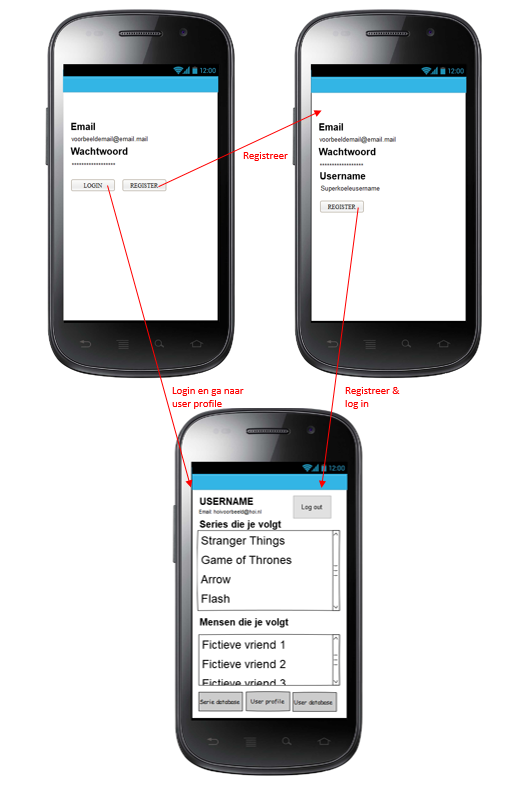 12:00
Email
voorbeeldemail@email.mail
Wachtwoord
******************
LOGIN
REGISTER
Registreer
12:00
Email
voorbeeldemail@email.mail
Wachtwoord
******************
Username
Superkoeleusername
REGISTER
Login en ga naar
user profile
Registreer &
log in
12:00
USERNAME
Email: hoivoorbeeld@hoi.nl
Log out
Series die je volgt
Stranger Things
Game of Thrones
Arrow
Flash
Mensen die je volgt
Fictieve vriend 1
Fictieve vriend 2
Fictieve vriend 3
Serie database
User profile
User database